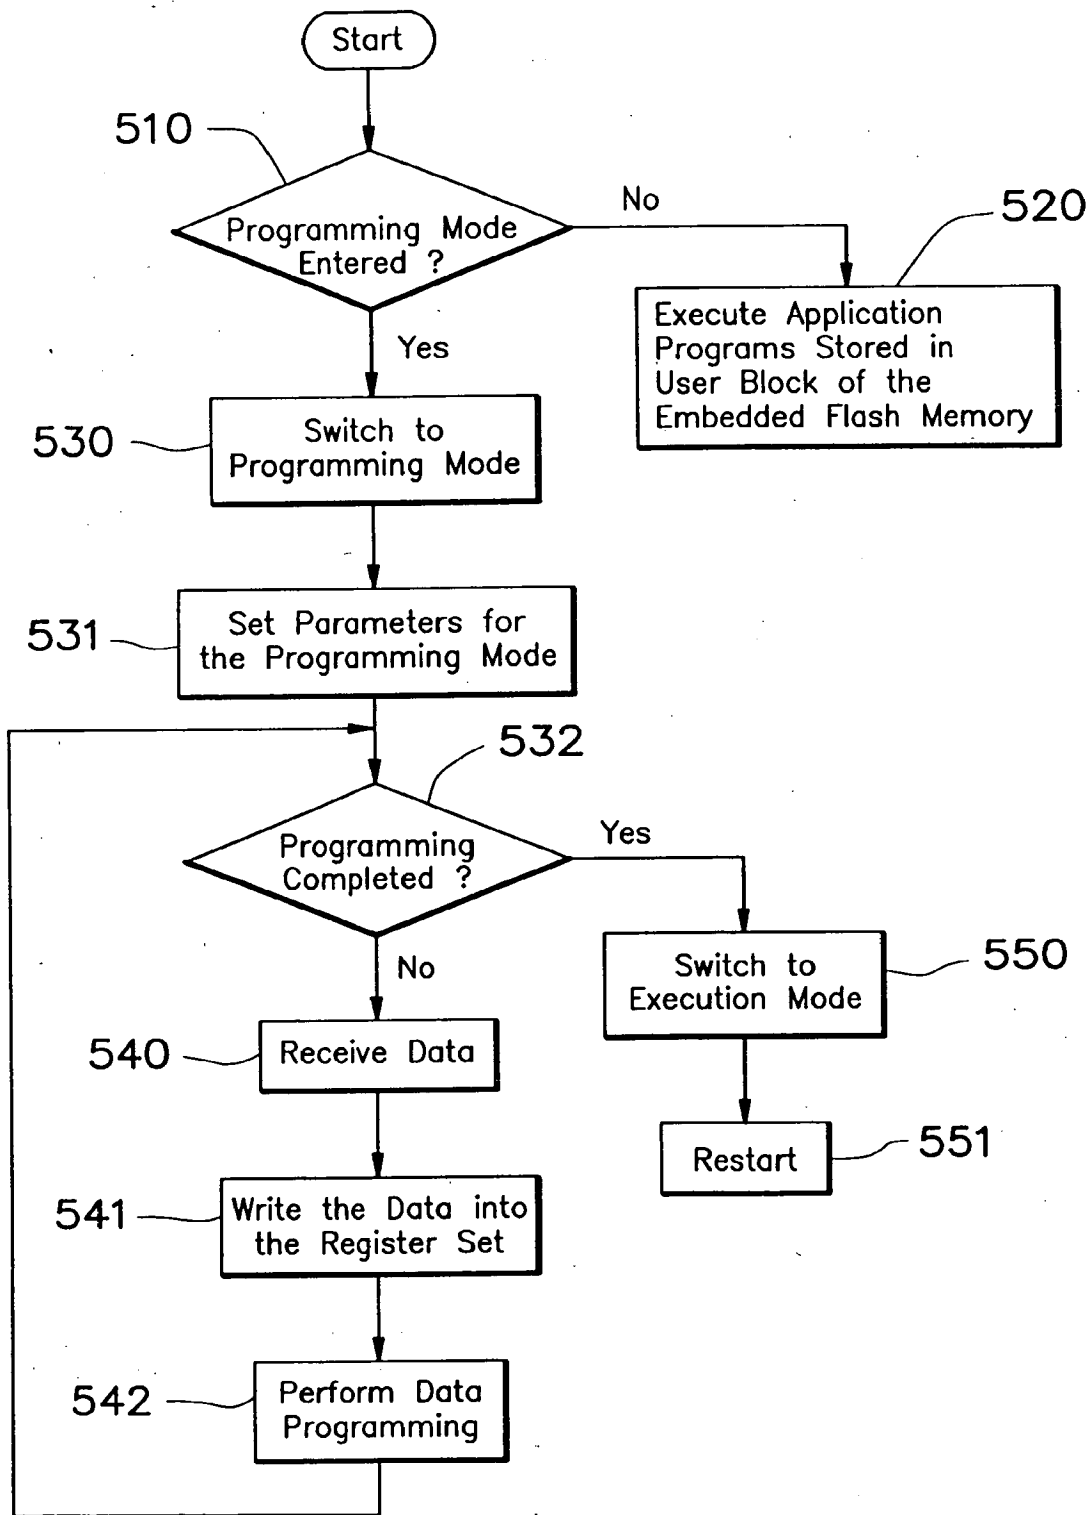 Start
510
Programming Mode
Entered ?
No
520
Execute Application
Programs Stored in
User Block of the
Embedded Flash Memory
Yes
530
Switch to
Programming Mode
531
Set Parameters for
the Programming Mode
532
Programming
Completed ?
Yes
No
550
Switch to
Execution Mode
540
Receive Data
551
Restart
541
Write the Data into
the Register Set
542
Perform Data
Programming